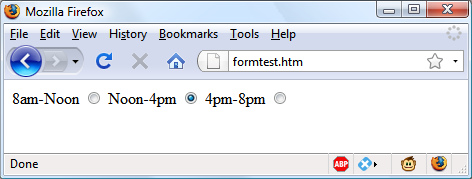 Mozilla Firefox
File Edit View History Bookmarks Tools Help
formtest.htm
8am-Noon Noon-4pm 4pm-8pm
Done ABP